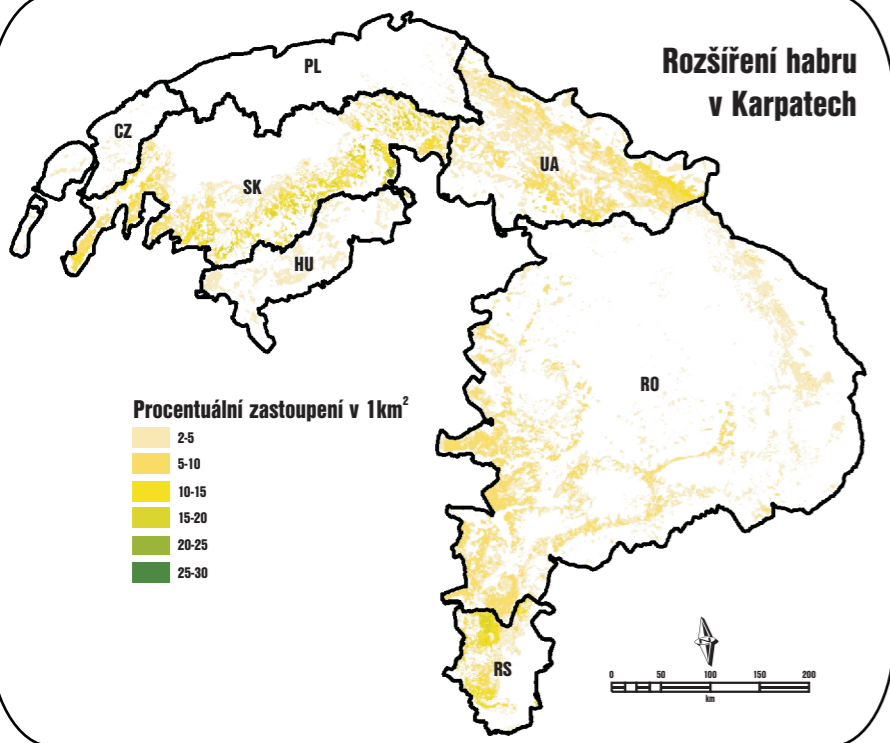 Rozšíření habru
v Karpatech
PL
CZ
SK
UA
HU
RO
RS
Procentuální zastoupení v 1km²
2-5
5-10
10-15
15-20
20-25
25-30
0 50 100 150 200
km